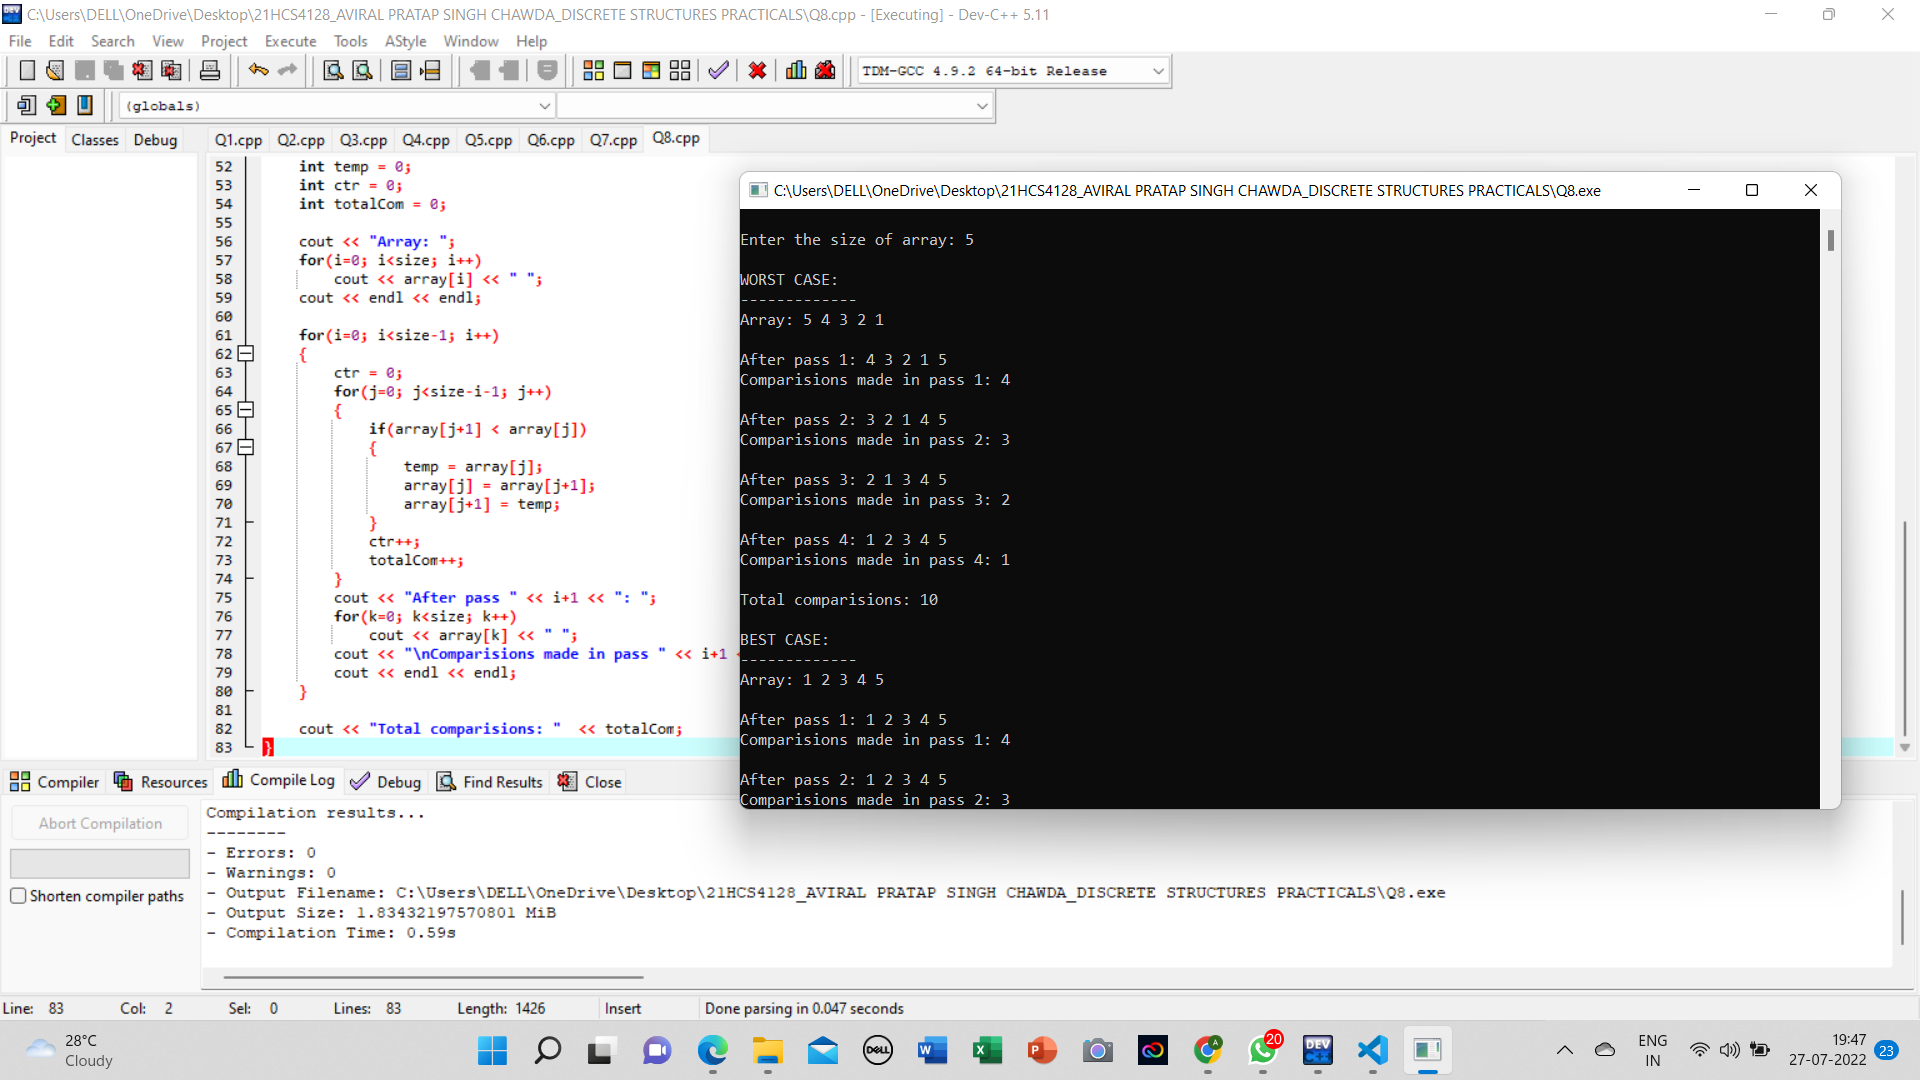 C:\Users\DELL\OneDrive\Desktop\21HCS4128_AVIRAL PRATAP SINGH CHAWDA_DISCRETE STRUCTURES PRACTICALS\Q8.cpp - [Executing] - Dev-C++ 5.11
File Edit Search View Project Execute Tools AStyle Window Help
TDM-GCC 4.9.2 64-bit Release
(globals)
Project Classes Debug
Q1.cpp Q2.cpp Q3.cpp Q4.cpp Q5.cpp Q6.cpp Q7.cpp Q8.cpp
52 int temp = 0;
53 int ctr = 0;
54 int totalCom = 0;
55
56 cout << "Array: ";
57 for(i=0; i<size; i++)
58 cout << array[i] << " ";
59 cout << endl << endl;
60
61 for(i=0; i<size-1; i++)
62 {
63 ctr = 0;
64 for(j=0; j<size-i-1; j++)
65 {
66 if(array[j+1] < array[j])
67 {
68 temp = array[j];
69 array[j] = array[j+1];
70 array[j+1] = temp;
71 }
72 ctr++;
73 totalCom++;
74 }
75 cout << "After pass " << i+1 << ": ";
76 for(k=0; k<size; k++)
77 cout << array[k] << " ";
78 cout << "\nComparisions made in pass " << i+1
79 cout << endl << endl;
80 }
81
82 cout << "Total comparisions: " << totalCom;
83 }
C:\Users\DELL\OneDrive\Desktop\21HCS4128_AVIRAL PRATAP SINGH CHAWDA_DISCRETE STRUCTURES PRACTICALS\Q8.exe
Enter the size of array: 5
WORST CASE:
-------------
Array: 5 4 3 2 1
After pass 1: 4 3 2 1 5
Comparisions made in pass 1: 4
After pass 2: 3 2 1 4 5
Comparisions made in pass 2: 3
After pass 3: 2 1 3 4 5
Comparisions made in pass 3: 2
After pass 4: 1 2 3 4 5
Comparisions made in pass 4: 1
Total comparisions: 10
BEST CASE:
-------------
Array: 1 2 3 4 5
After pass 1: 1 2 3 4 5
Comparisions made in pass 1: 4
After pass 2: 1 2 3 4 5
Comparisions made in pass 2: 3
Compiler Resources Compile Log Debug Find Results Close
Abort Compilation
Shorten compiler paths
Compilation results...
--------
- Errors: 0
- Warnings: 0
- Output Filename: C:\Users\DELL\OneDrive\Desktop\21HCS4128_AVIRAL PRATAP SINGH CHAWDA_DISCRETE STRUCTURES PRACTICALS\Q8.exe
- Output Size: 1.83432197570801 MiB
- Compilation Time: 0.59s
Line: 83 Col: 2 Sel: 0 Lines: 83 Length: 1426 Insert Done parsing in 0.047 seconds
28°C
Cloudy
DELL
W
X
P
A
20
DEV
C++
ENG
IN
19:47
27-07-2022
23